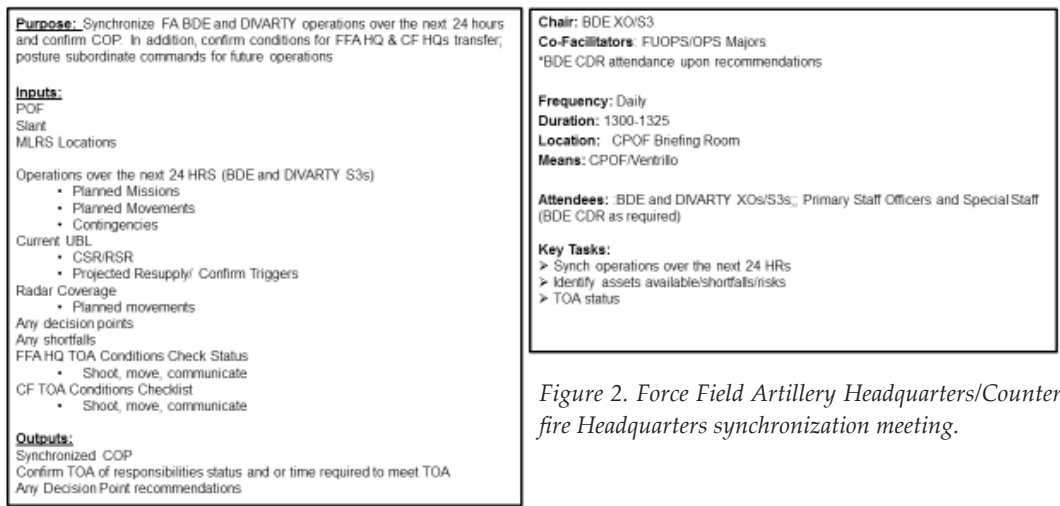 Purpose: Synchronize FA BDE and DIVARTY operations over the next 24 hours
and confirm COP. In addition, confirm conditions for FFA HQ & CF HQs transfer;
posture subordinate commands for future operations
Inputs:
POF
Slant
MLRS Locations
Operations over the next 24 HRS (BDE and DIVARTY S3s)
• Planned Missions
• Planned Movements
• Contingencies
Current UBL
• CSR/RSR
• Projected Resupply/ Confirm Triggers
Radar Coverage
• Planned movements
Any decision points
Any shortfalls
FFA HQ TOA Conditions Check Status
• Shoot, move, communicate
CF TOA Conditions Checklist
• Shoot, move, communicate
Outputs:
Synchronized COP
Confirm TOA of responsibilities status and or time required to meet TOA
Any Decision Point recommendations
Chair: BDE XO/S3
Co-Facilitators: FUOPS/OPS Majors
*BDE CDR attendance upon recommendations
Frequency: Daily
Duration: 1300-1325
Location: CPOF Briefing Room
Means: CPOF/Ventrillo
Attendees: :BDE and DIVARTY XOs/S3s;; Primary Staff Officers and Special Staff
(BDE CDR as required)
Key Tasks:
➢ Synch operations over the next 24 HRs
➢ Identify assets available/shortfalls/risks
➢ TOA status
Figure 2. Force Field Artillery Headquarters/Counter
fire Headquarters synchronization meeting.